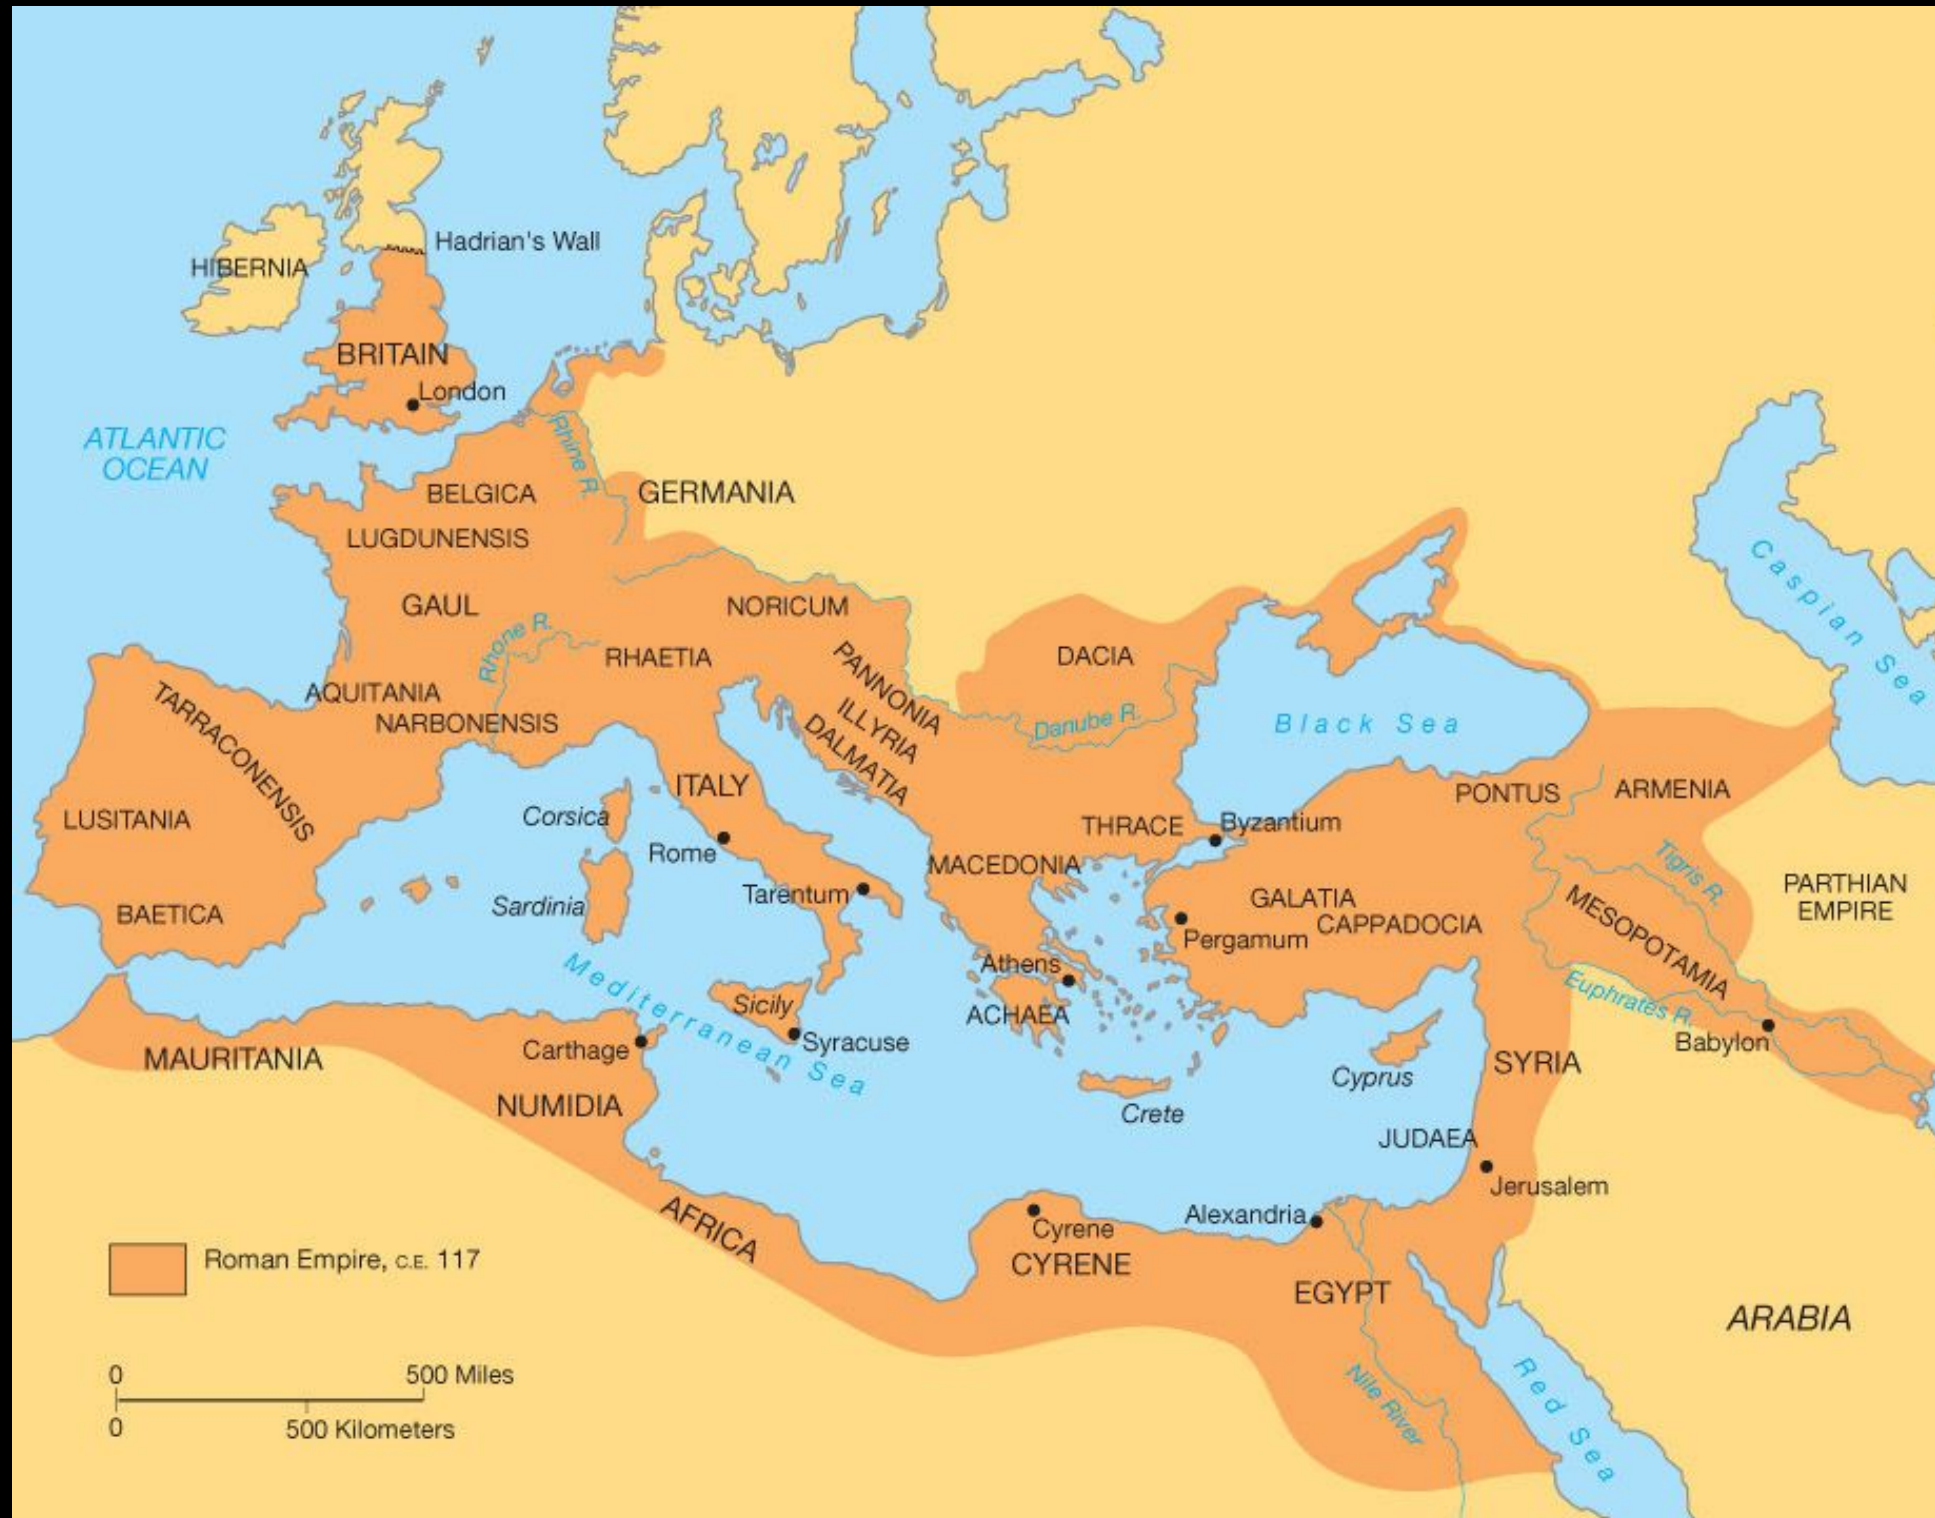 HIBERNIA
Hadrian's Wall
BRITAIN
London
ATLANTIC
OCEAN
Rhine R.
BELGICA
GERMANIA
LUGDUNENSIS
GAUL
NORICUM
Rhone R.
RHAETIA
DACIA
Caspian Sea
PANNONIA
ILLYRIA
DALMATIA
AQUITANIA
NARBONENSIS
TARRACONENSIS
Danube R.
Black Sea
ITALY
PONTUS
ARMENIA
LUSITANIA
Corsica
Rome
THRACE
Byzantium
MACEDONIA
Tigris R.
PARTHIAN
EMPIRE
Sardinia
Tarentum
GALATIA
CAPPADOCIA
BAETICA
Pergamum
MESOPOTAMIA
Mediterranean Sea
Athens
Euphrates R.
Sicily
ACHAEA
Syracuse
Babylon
MAURITANIA
Carthage
SYRIA
Cyprus
NUMIDIA
Crete
JUDAEA
Jerusalem
AFRICA
Cyrene
CYRENE
Alexandria
EGYPT
Roman Empire, C.E. 117
ARABIA
Nile River
Red Sea
0 500 Miles
0 500 Kilometers